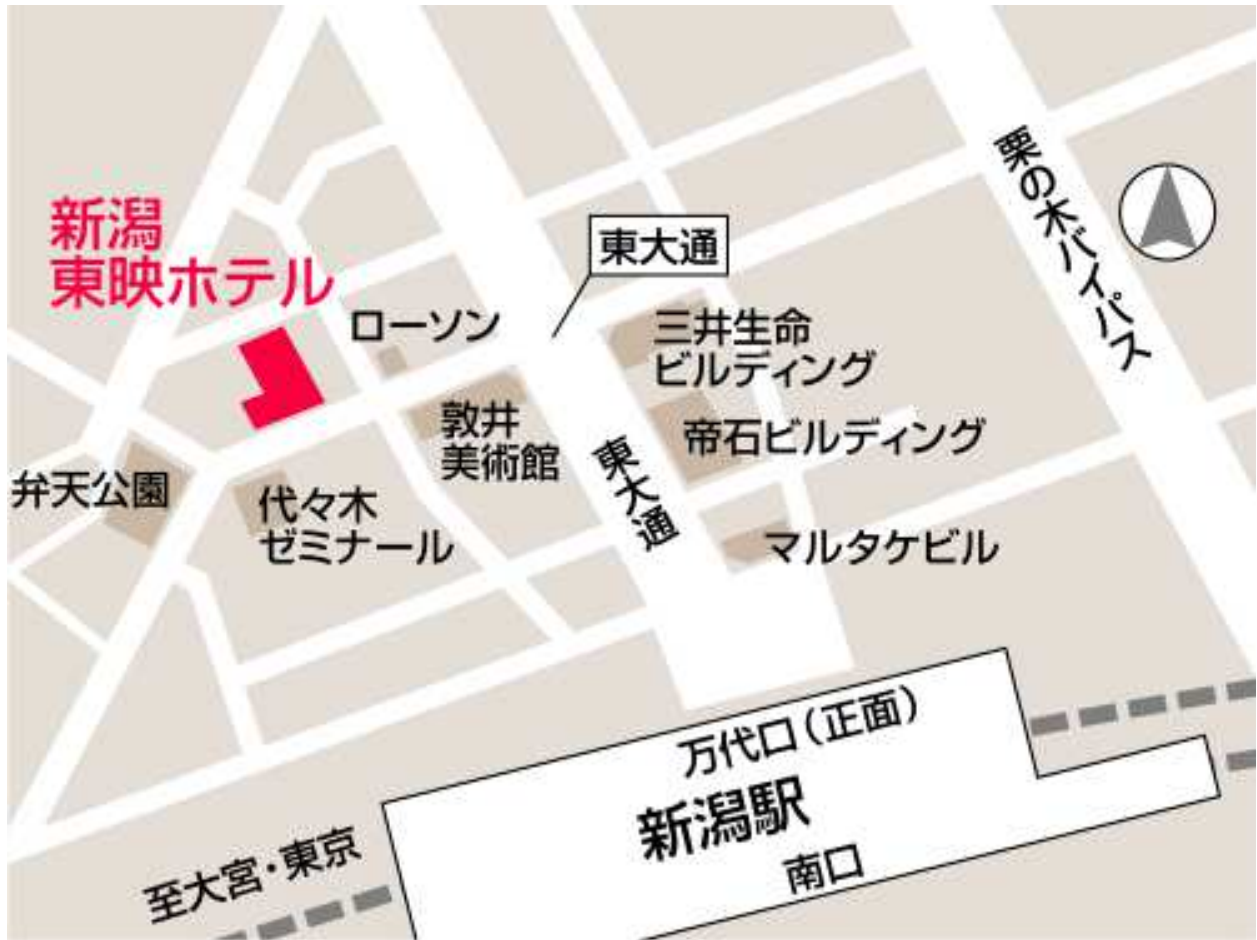 新潟
東映ホテル
栗の木バイパス
東大通
ローソン
三井生命
ビルディング
敦井
美術館
帝石ビルディング
東大通
弁天公園
代々木
ゼミナール
マルタケビル
万代口(正面)
新潟駅
南口
至大宮・東京